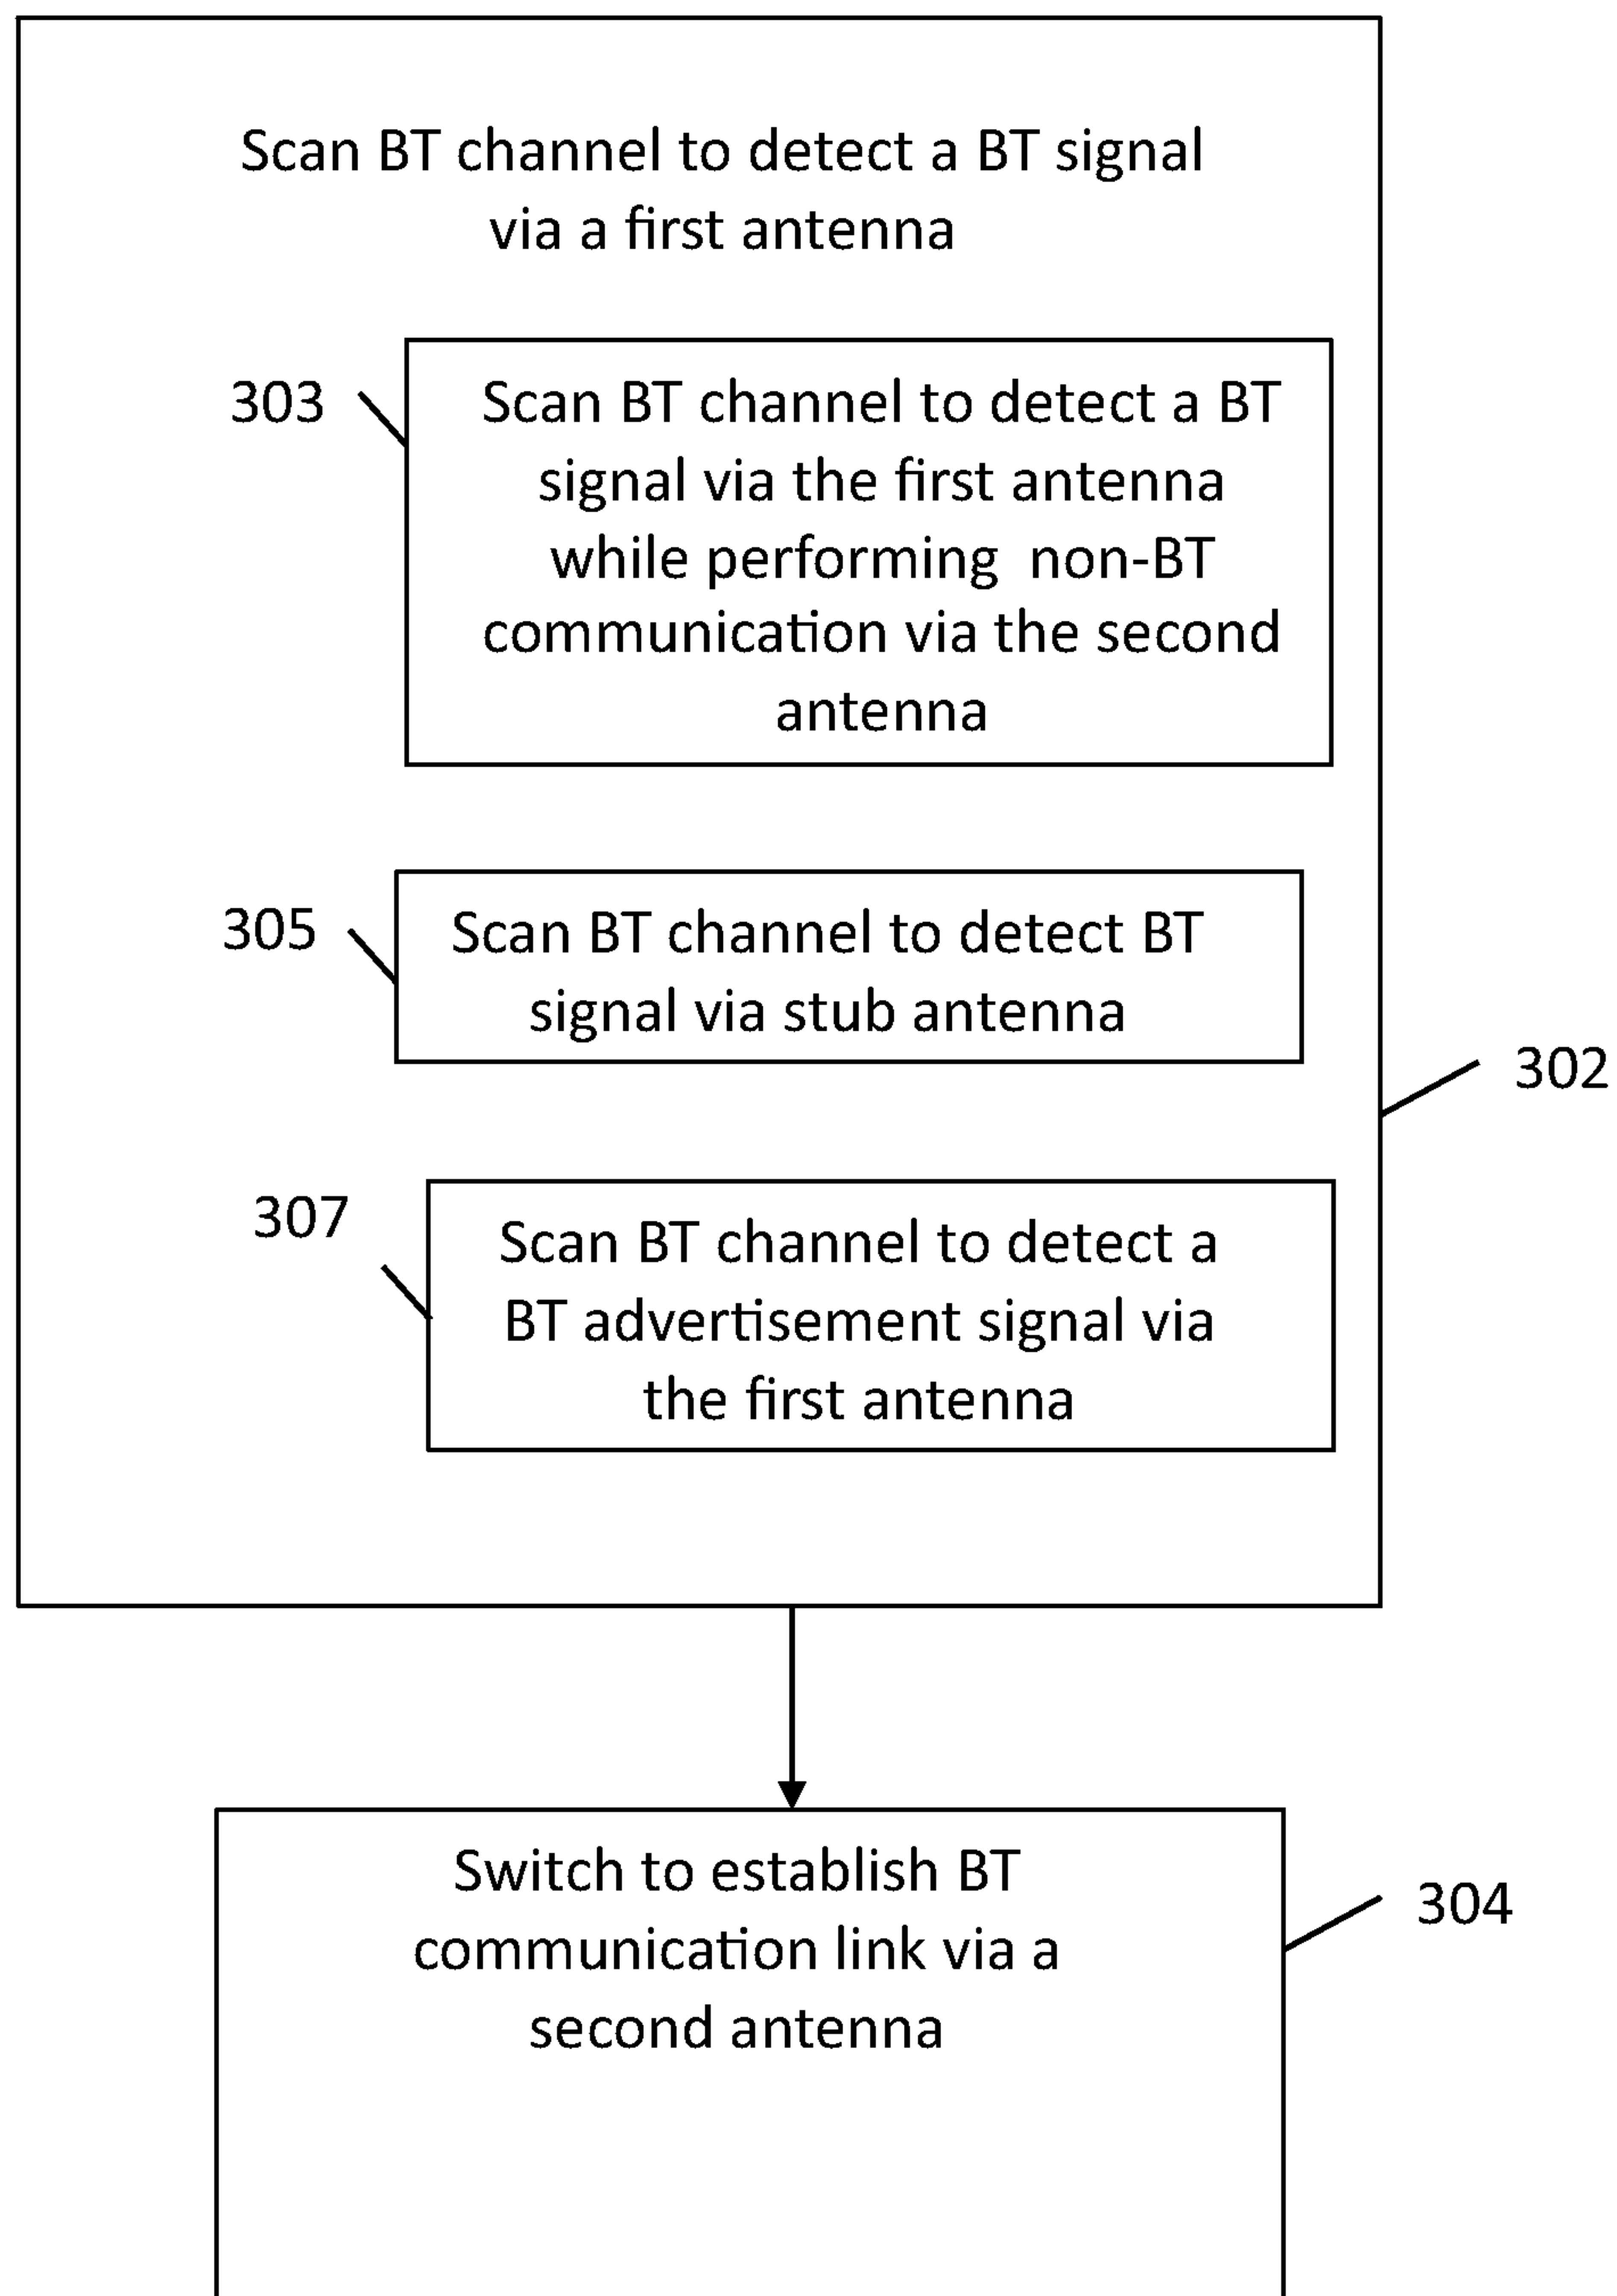 Scan BT channel to detect a BT signal
via a first antenna
303
Scan BT channel to detect a BT
signal via the first antenna
while performing non-BT
communication via the second
antenna
305
Scan BT channel to detect BT
signal via stub antenna
302
307
Scan BT channel to detect a
BT advertisement signal via
the first antenna
Switch to establish BT
communication link via a
second antenna
304